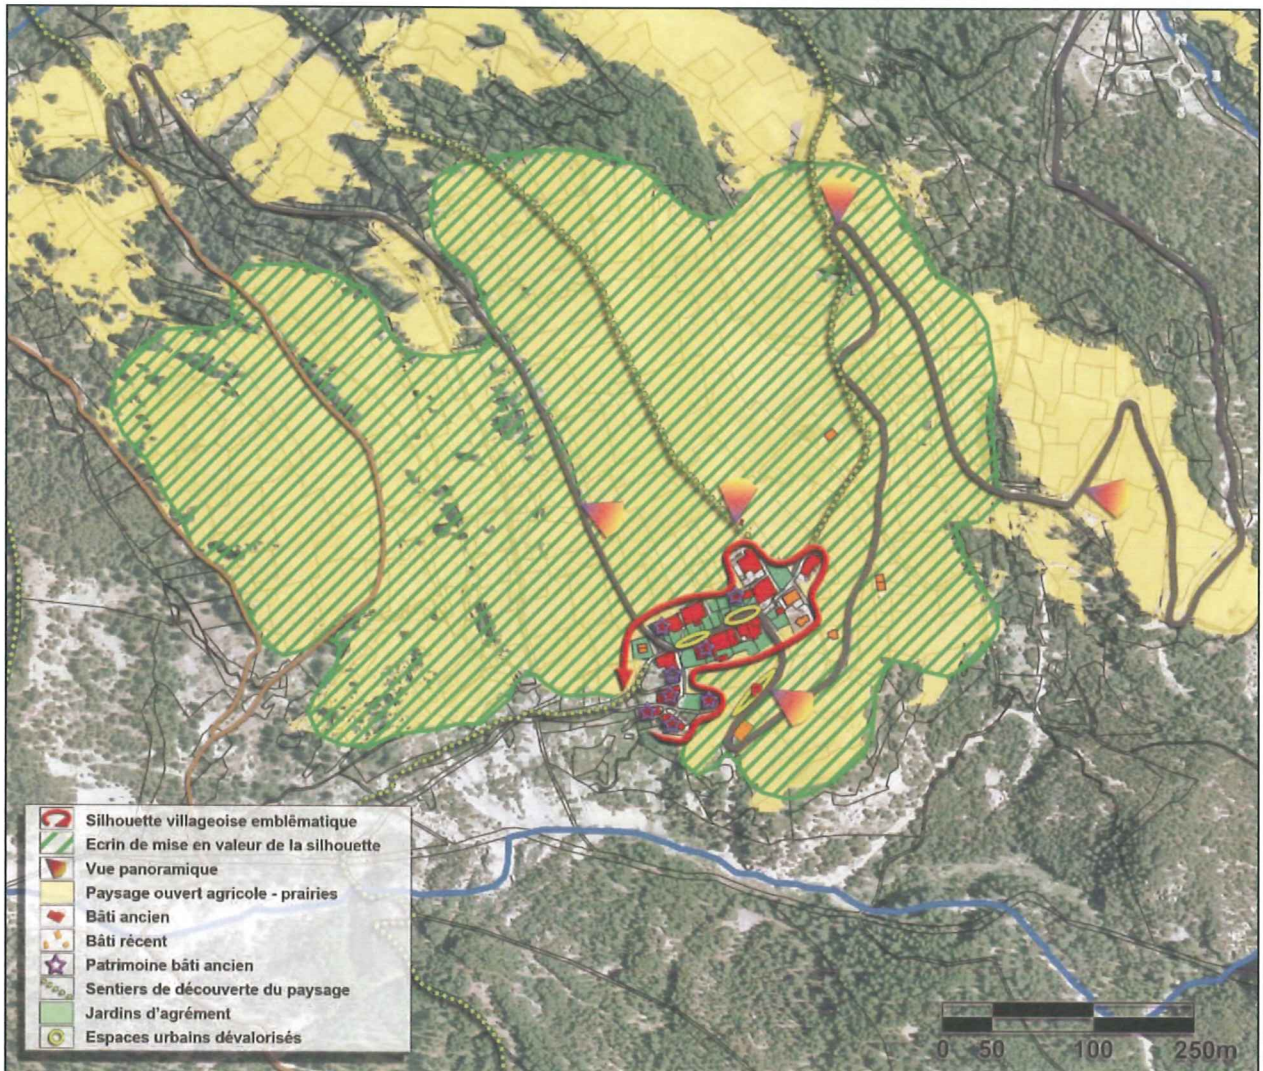 N
Silhouette villageoise emblêmatique
Ecrin de mise en valeur de la silhouette
Vue panoramique
Paysage ouvert agricole - prairies
Bâti ancien
Bâti récent
Patrimoine bâti ancien
Sentiers de découverte du paysage
Jardins d'agrément
Espaces urbains dévalorisés
0 50 100 250m